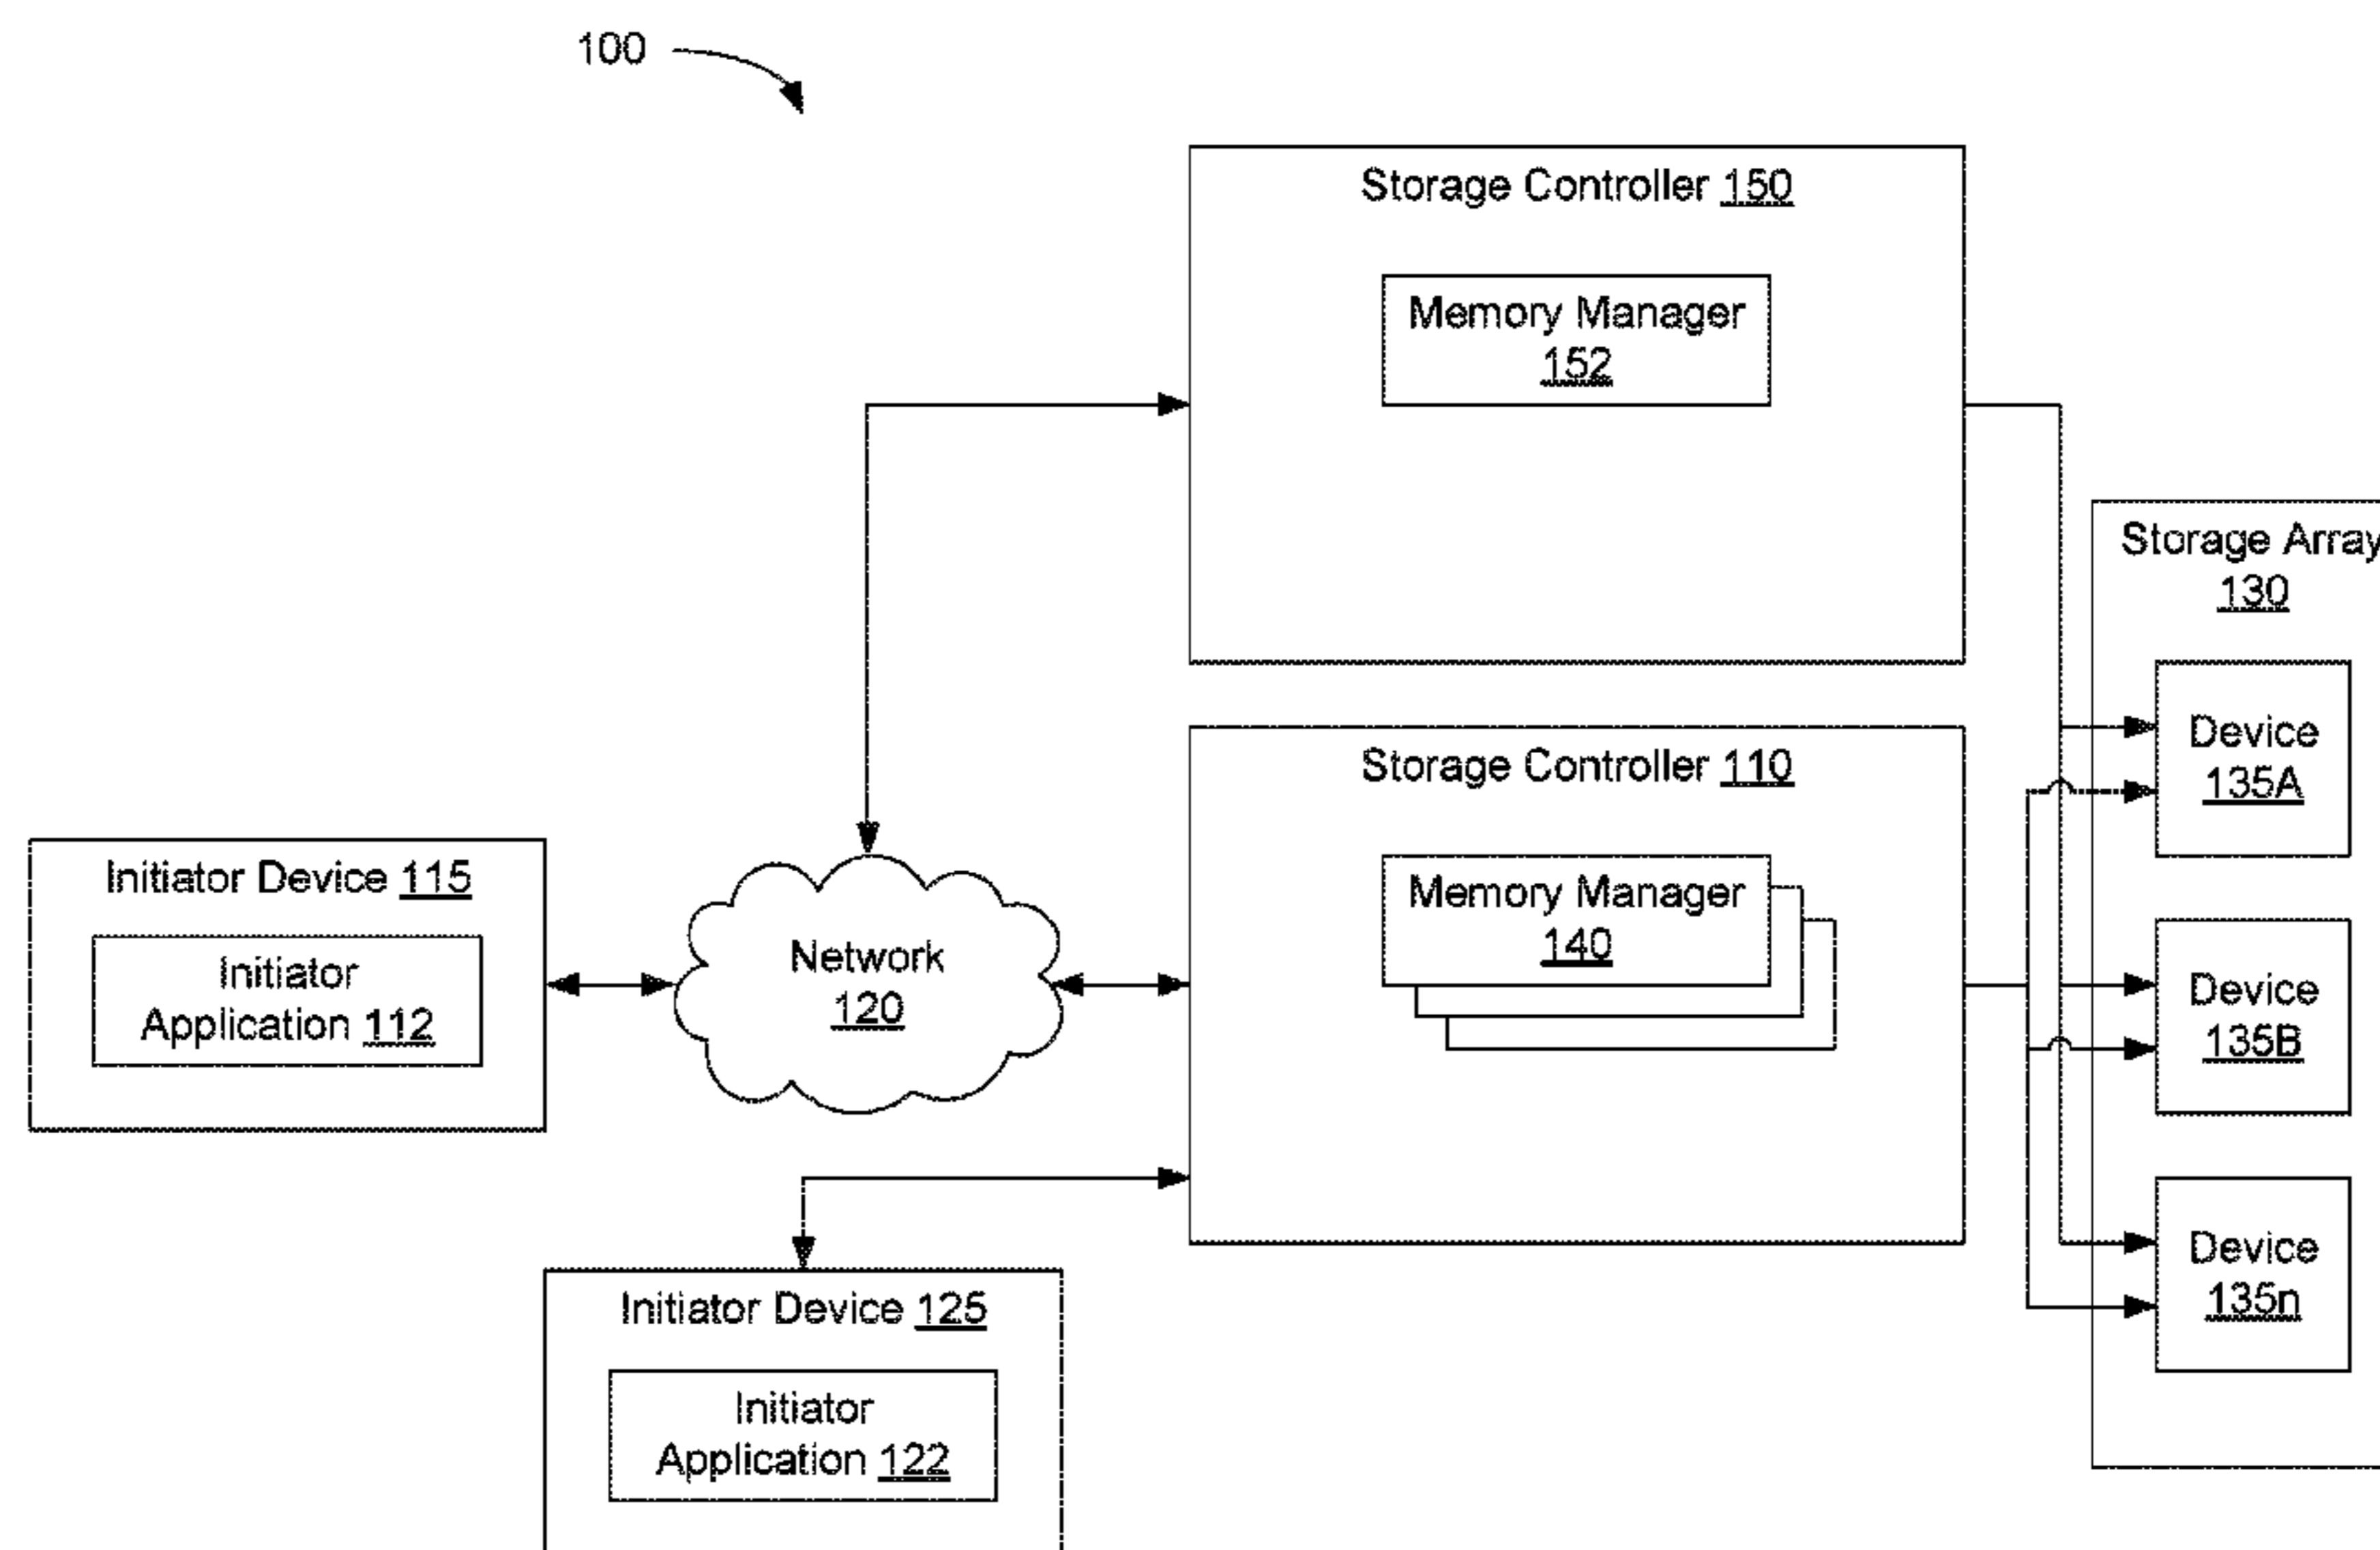 100
Storage Controller 150
Memory Manager
152
Storage Array
130
Device
135A
Storage Controller 110
Memory Manager
140
Initiator Device 115
Initiator
Application 112
Network
120
Device
135B
Device
135n
Initiator Device 125
Initiator
Application 122